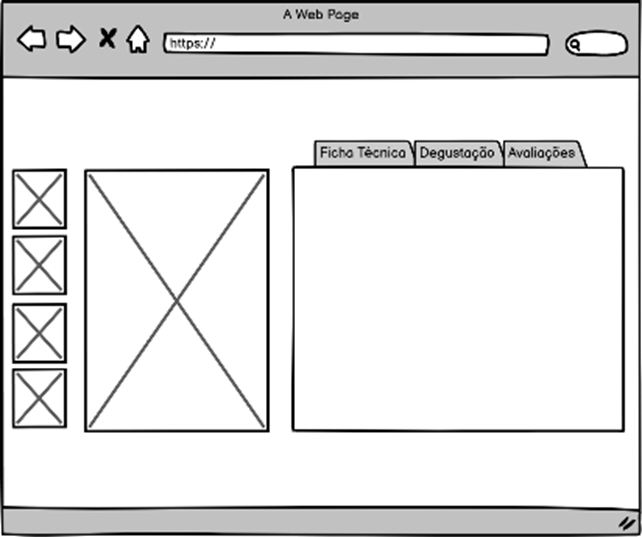 A Web Page
https://
Ficha Técnica Degustação Avaliações